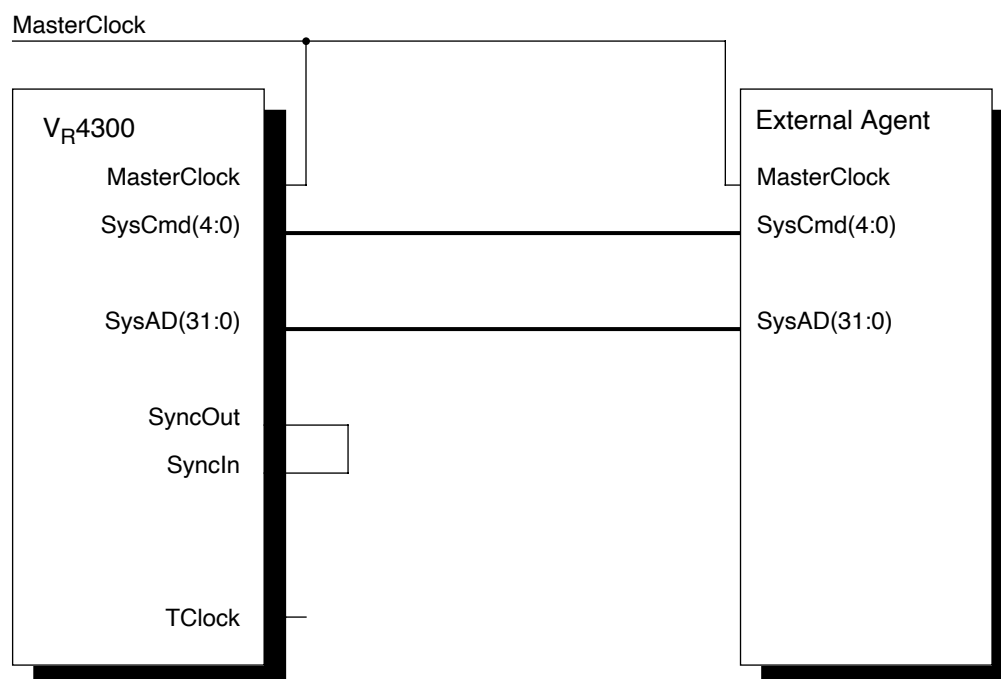 MasterClock
VR4300
MasterClock
SysCmd(4:0)
SysAD(31:0)
SyncOut
SyncIn
TClock
External Agent
MasterClock
SysCmd(4:0)
SysAD(31:0)